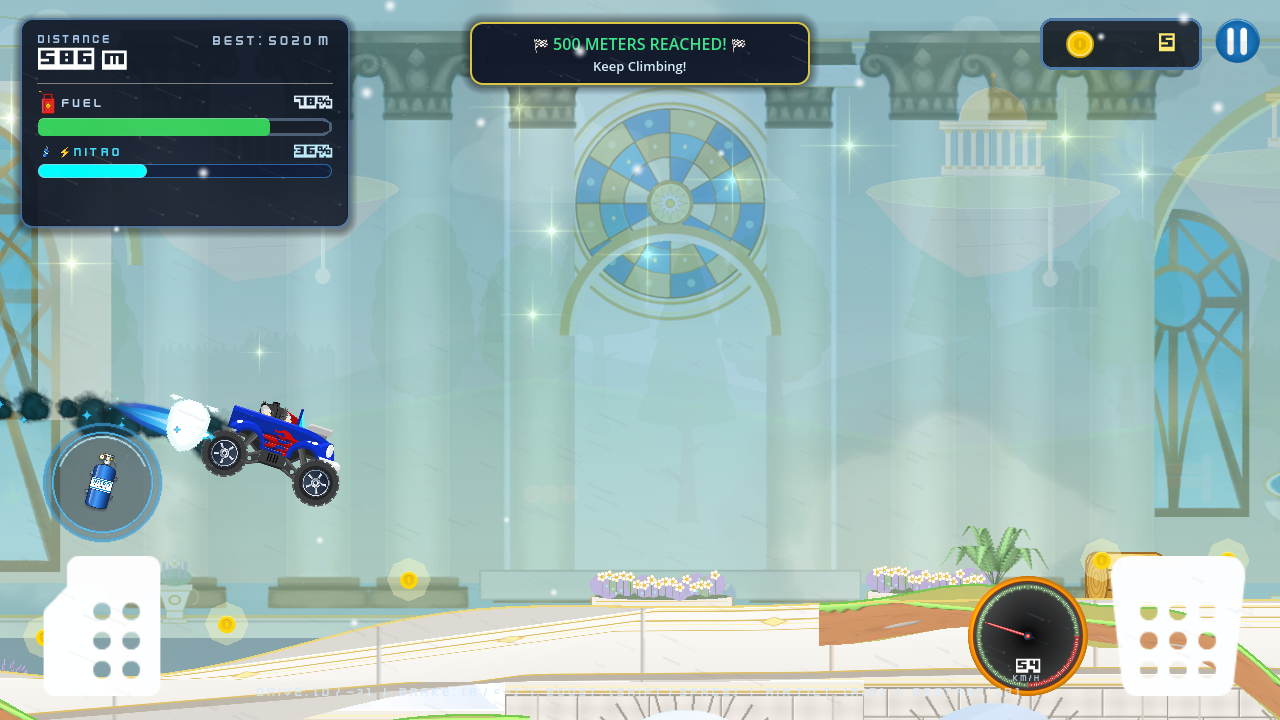 DISTANCE
586 m
BEST: 5020 m
500 METERS REACHED!
Keep Climbing!
5
FUEL
78%
NITRO
36%
54
KM/H